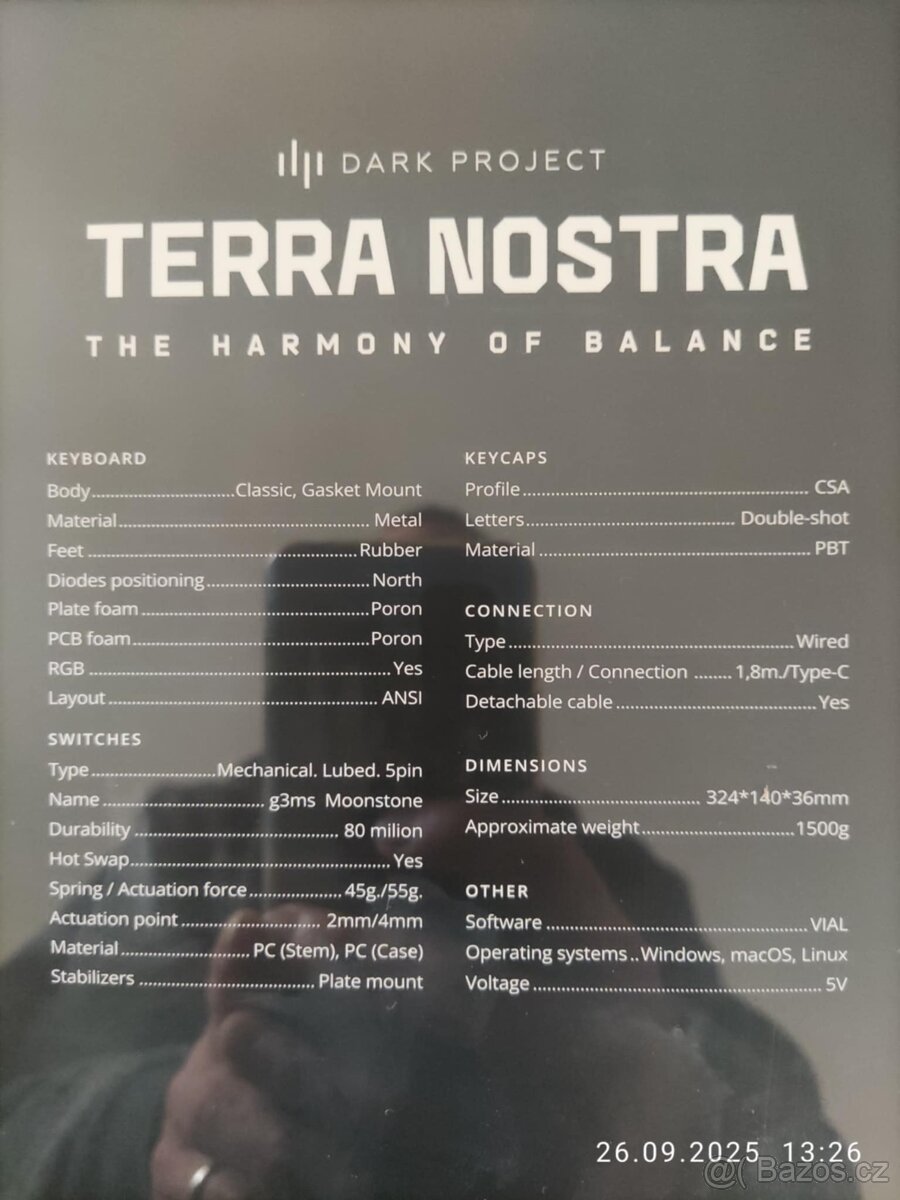 DARK PROJECT
TERRA NOSTRA
THE HARMONY OF BALANCE
KEYBOARD
Body..........................Classic, Gasket Mount
Material.............................................. Metal
Feet ..................................................Rubber
Diodes positioning..............................North
Plate foam..........................................Poron
PCB foam...........................................Poron
RGB ......................................................Yes
Layout ................................................. ANSI
SWITCHES
Type.......................Mechanical. Lubed. 5pin
Name ............................. g3ms Moonstone
Durability ..................................... 80 milion
Hot Swap...............................................Yes
Spring / Actuation force.................45g./55g.
Actuation point .......................... 2mm/4mm
Material........................PC (Stem), PC (Case)
Stabilizers ................................ Plate mount
KEYCAPS
Profile.................................................... CSA
Letters...................................... Double-shot
Material ................................................. PBT
CONNECTION
Type.....................................................Wired
Cable length / Connection ........1,8m./Type-C
Detachable cable.....................................Yes
DIMENSIONS
Size.................................... 324*140*36mm
Approximate weight............................1500g
OTHER
Software ................................................VIAL
Operating systems..Windows, macOS, Linux
Voltage ..................................................... 5V
26.09.2025 13:26
@( Bazos.cz